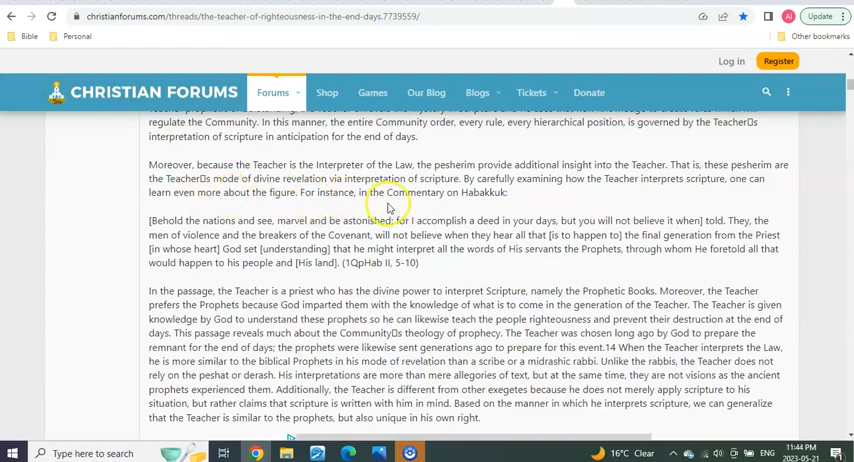 christianforums.com/threads/the-teacher-of-righteousness-in-the-end-days.7739559/
AI
Update
Bible
Personal
Other bookmarks
Log in
Register
CHRISTIAN FORUMS
Forums
Shop
Games
Our Blog
Blogs
Tickets
Donate
regulate the Community. In this manner, the entire Community order, every rule, every hierarchical position, is governed by the Teacher□s
interpretation of scripture in anticipation for the end of days.
Moreover, because the Teacher is the Interpreter of the Law, the pesherim provide additional insight into the Teacher. That is, these pesherim are
the Teacher□s mode of divine revelation via interpretation of scripture. By carefully examining how the Teacher interprets scripture, one can
learn even more about the figure. For instance, in the Commentary on Habakkuk:
[Behold the nations and see, marvel and be astonished; for I accomplish a deed in your days, but you will not believe it when] told. They, the
men of violence and the breakers of the Covenant, will not believe when they hear all that [is to happen to] the final generation from the Priest
[in whose heart] God set [understanding] that he might interpret all the words of His servants the Prophets, through whom He foretold all that
would happen to his people and [His land]. (1QpHab II, 5-10)
In the passage, the Teacher is a priest who has the divine power to interpret Scripture, namely the Prophetic Books. Moreover, the Teacher
prefers the Prophets because God imparted them with the knowledge of what is to come in the generation of the Teacher. The Teacher is given
knowledge by God to understand these prophets so he can likewise teach the people righteousness and prevent their destruction at the end of
days. This passage reveals much about the Community□s theology of prophecy. The Teacher was chosen long ago by God to prepare the
remnant for the end of days; the prophets were likewise sent generations ago to prepare for this event.14 When the Teacher interprets the Law,
he is more similar to the biblical Prophets in his mode of revelation than a scribe or a midrashic rabbi. Unlike the rabbis, the Teacher does not
rely on the peshat or derash. His interpretations are more than mere allegories of text, but at the same time, they are not visions as the ancient
prophets experienced them. Additionally, the Teacher is different from other exegetes because he does not merely apply scripture to his
situation, but rather claims that scripture is written with him in mind. Based on the manner in which he interprets scripture, we can generalize
that the Teacher is similar to the prophets, but also unique in his own right.
Type here to search
16°C Clear
ENG
11:44 PM
2023-05-21